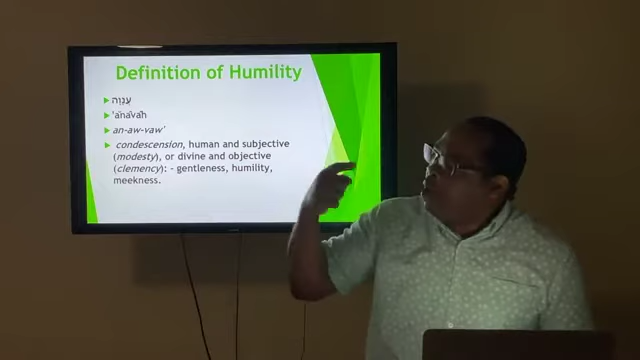 Definition of Humility
עֲנָוָה
'ănâvâh
an-aw-vaw'
condescension, human and subjective
(modesty), or divine and objective
(clemency): - gentleness, humility,
meekness.